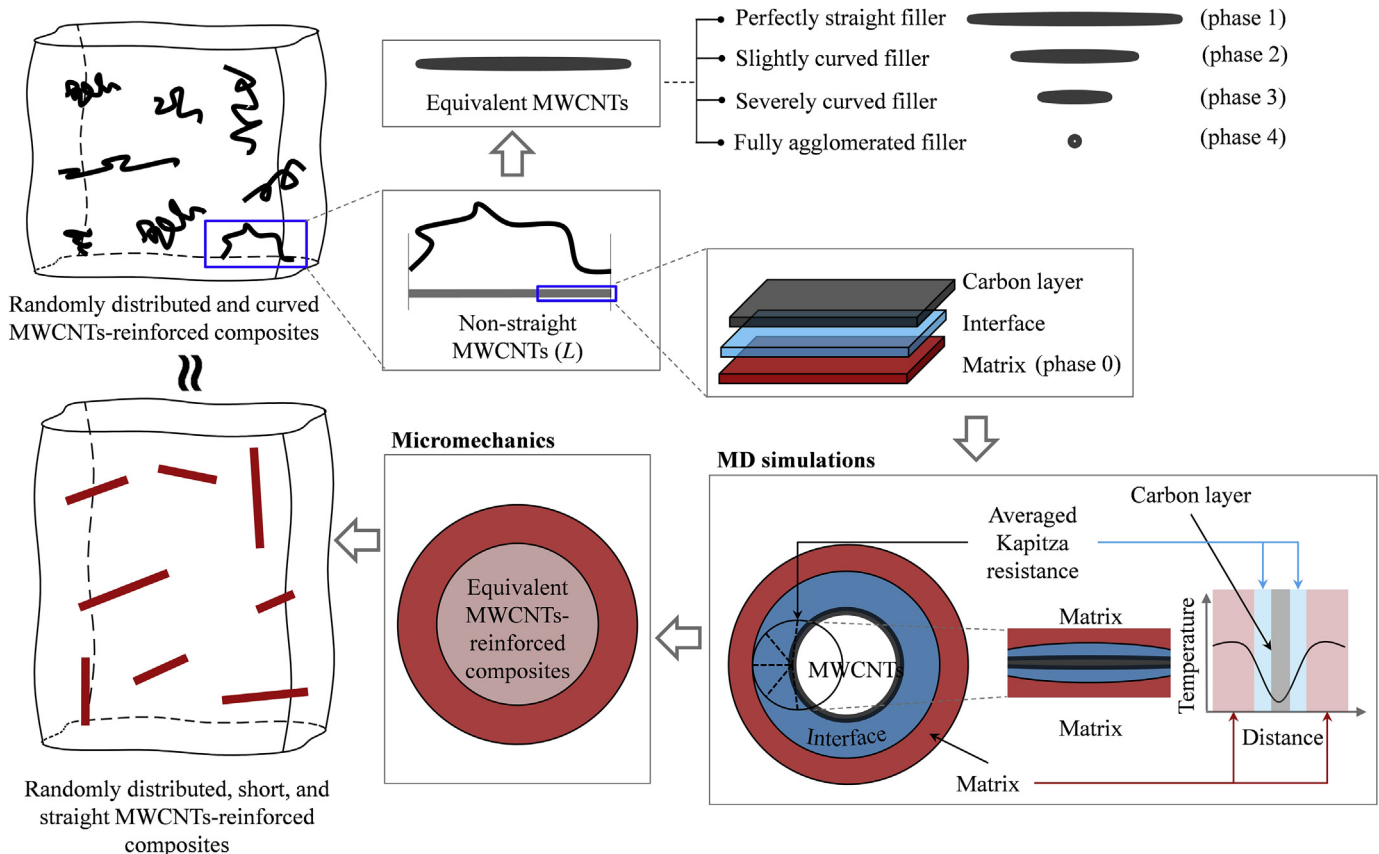 Perfectly straight filler (phase 1)
Slightly curved filler (phase 2)
Severely curved filler (phase 3)
Fully agglomerated filler (phase 4)
Equivalent MWCNTs
Randomly distributed and curved
MWCNTs-reinforced composites
Non-straight
MWCNTs (L)
Carbon layer
Interface
Matrix (phase 0)
≈
Micromechanics
Equivalent
MWCNTs-
reinforced
composites
MD simulations
Averaged
Kapitza
resistance
Carbon layer
MWCNTs
Interface
Matrix
Matrix
Matrix
Temperature
Distance
Randomly distributed, short, and
straight MWCNTs-reinforced
composites